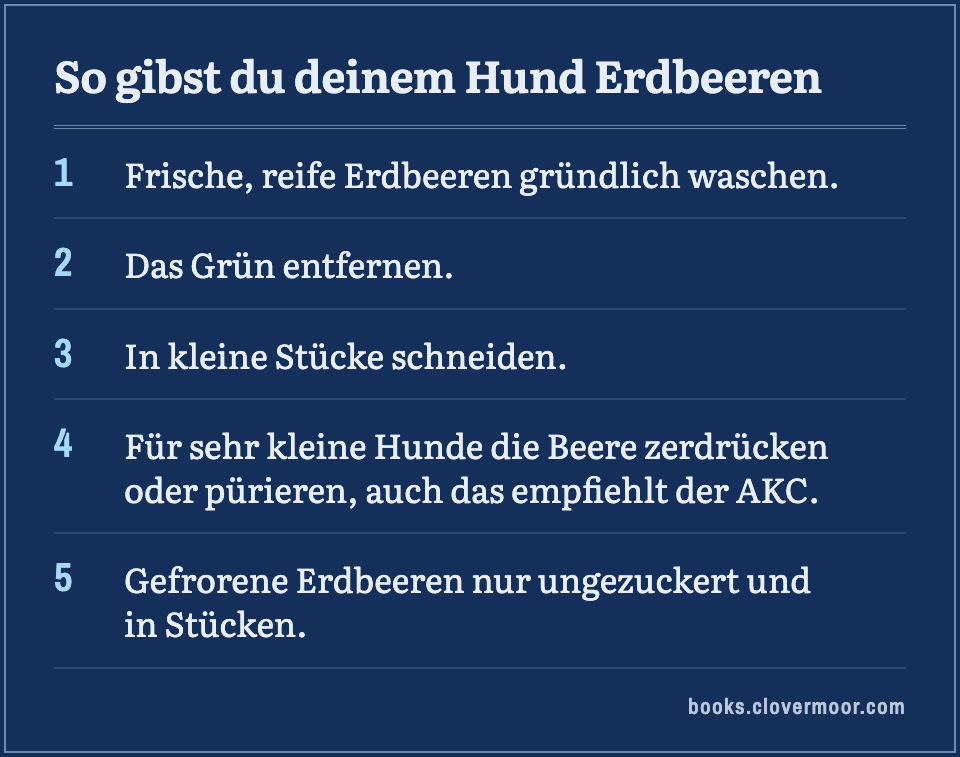 So gibst du deinem Hund Erdbeeren
1 Frische, reife Erdbeeren gründlich waschen.
2 Das Grün entfernen.
3 In kleine Stücke schneiden.
4 Für sehr kleine Hunde die Beere zerdrücken
oder pürieren, auch das empfiehlt der AKC.
5 Gefrorene Erdbeeren nur ungezuckert und
in Stücken.
books.clovermoor.com